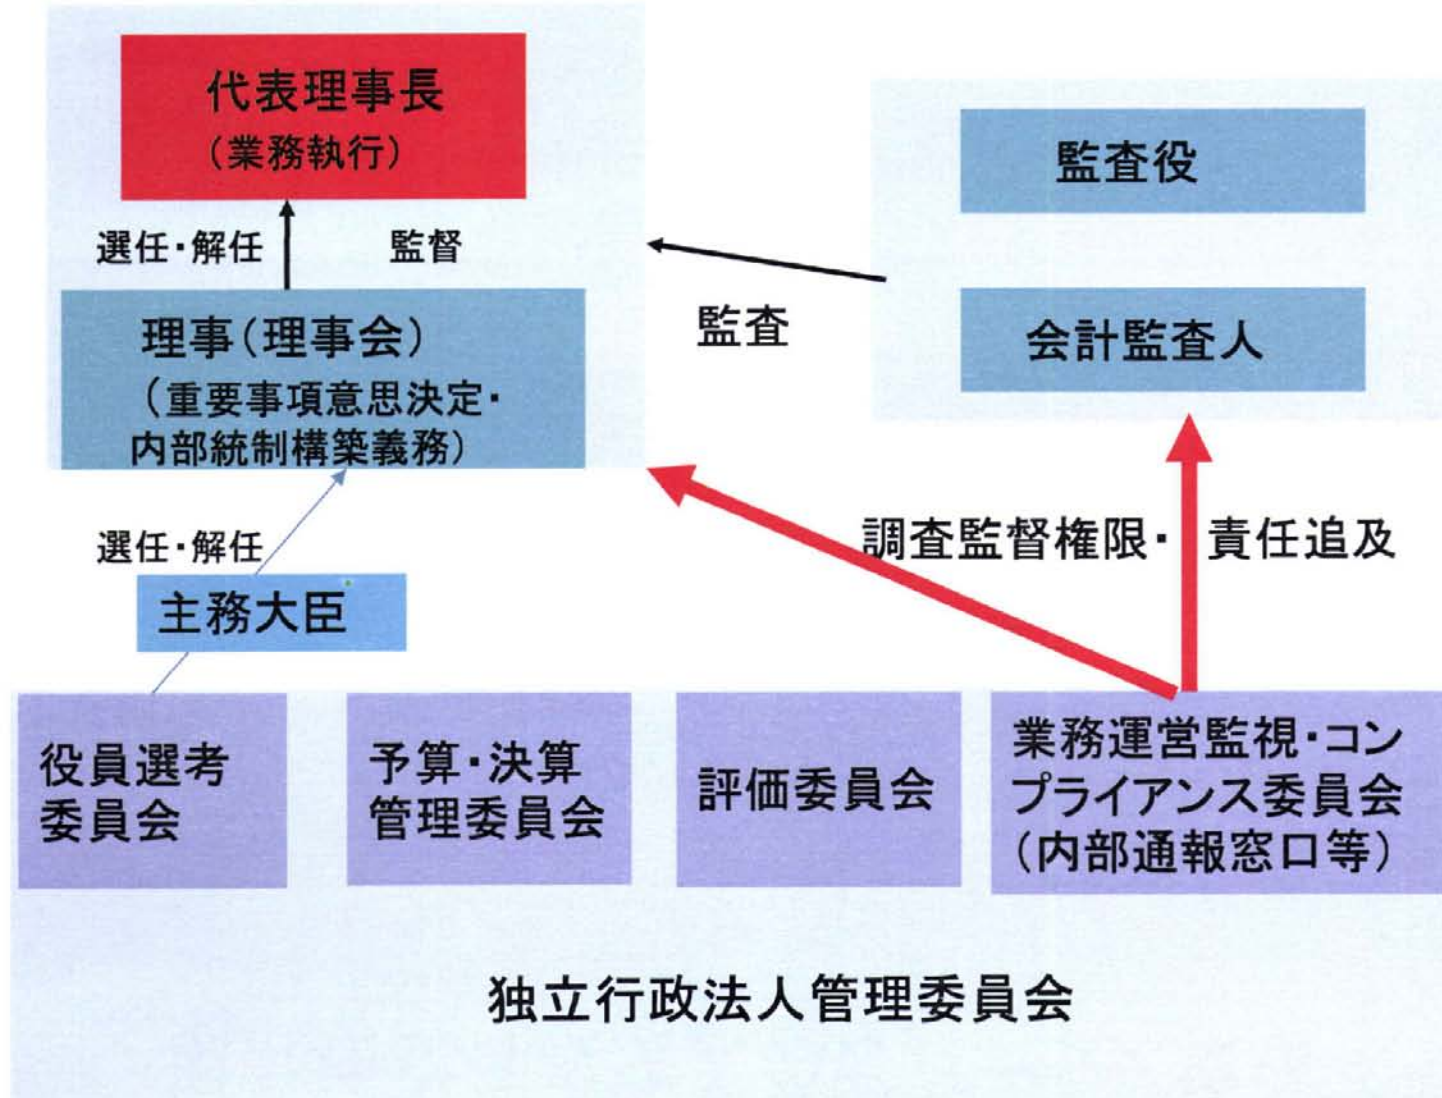 代表理事長
(業務執行)
選任・解任
監督
理事(理事会)
(重要事項意思決定・
内部統制構築義務)
選任・解任
主務大臣
監査役
会計監査人
監査
調査監督権限・ 責任追及
役員選考
委員会
予算・決算
管理委員会
評価委員会
業務運営監視・コン
プライアンス委員会
(内部通報窓口等)
独立行政法人管理委員会